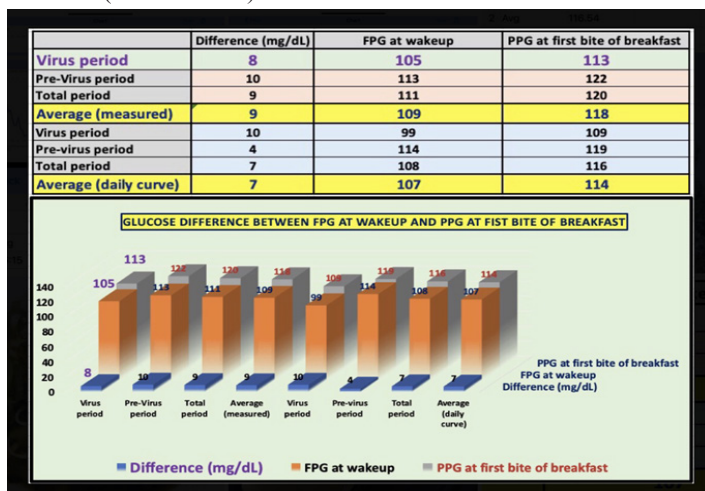 Difference (mg/dL) FPG at wakeup PPG at first bite of breakfast
Virus period 8 105 113
Pre-Virus period 10 113 122
Total period 9 111 120
Average (measured) 9 109 118
Virus period 10 99 109
Pre-virus period 4 114 119
Total period 7 108 116
Average (daily curve) 7 107 114
GLUCOSE DIFFERENCE BETWEEN FPG AT WAKEUP AND PPG AT FIST BITE OF BREAKFAST
113 122 120 118 109 119 116 114
105 113 111 109 99 114 108 107
140
120
100
80
60
40
20
0
8 10 9 9 10 4 7 7
PPG at first bite of breakfast
FPG at wakeup
Difference (mg/dL)
Virus period Pre-Virus period Total period Average (measured) Virus period Pre-virus period Total period Average (daily curve)
Difference (mg/dL) FPG at wakeup PPG at first bite of breakfast